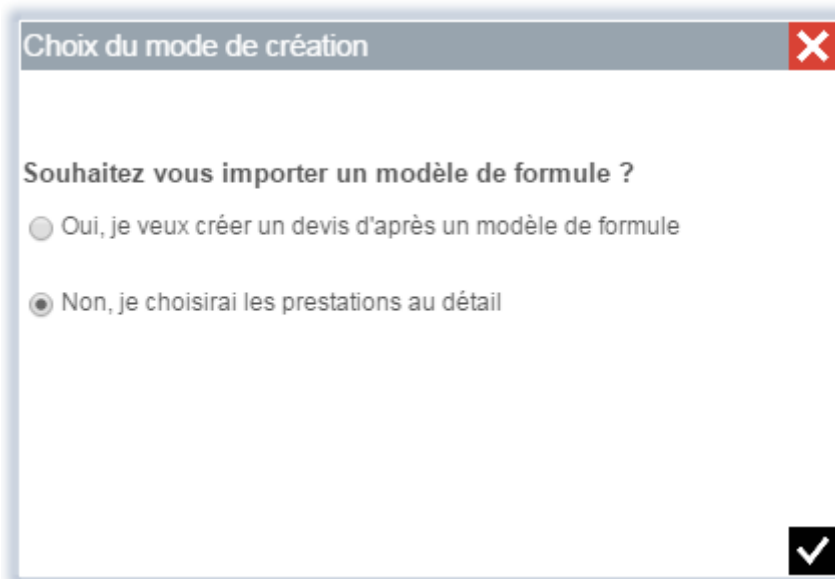 Choix du mode de création
Souhaitez vous importer un modèle de formule ?
Oui, je veux créer un devis d'après un modèle de formule
Non, je choisirai les prestations au détail